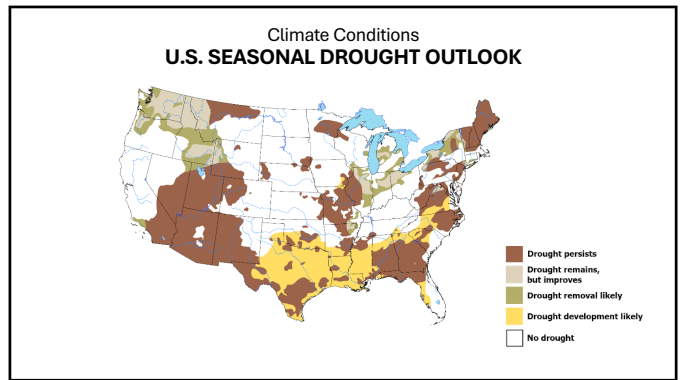 Climate Conditions
U.S. SEASONAL DROUGHT OUTLOOK
Drought persists
Drought remains,
but improves
Drought removal likely
Drought development likely
No drought